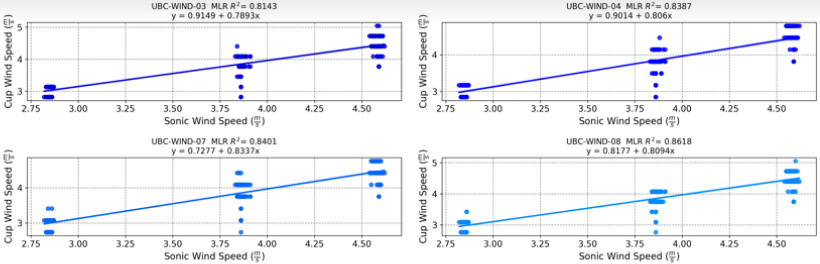 UBC-WIND-03 MLR R²= 0.8143
y = 0.9149 + 0.7893x
Cup Wind Speed (m/s)
5
4
3
2.75 3.00 3.25 3.50 3.75 4.00 4.25 4.50
Sonic Wind Speed (m/s)
UBC-WIND-04 MLR R²= 0.8387
y = 0.9014 + 0.806x
Cup Wind Speed (m/s)
4
3
2.75 3.00 3.25 3.50 3.75 4.00 4.25 4.50
Sonic Wind Speed (m/s)
UBC-WIND-07 MLR R²= 0.8401
y = 0.7277 + 0.8337x
Cup Wind Speed (m/s)
4
3
2.75 3.00 3.25 3.50 3.75 4.00 4.25 4.50
Sonic Wind Speed (m/s)
UBC-WIND-08 MLR R²= 0.8618
y = 0.8177 + 0.8094x
Cup Wind Speed (m/s)
5
4
3
2.75 3.00 3.25 3.50 3.75 4.00 4.25 4.50
Sonic Wind Speed (m/s)